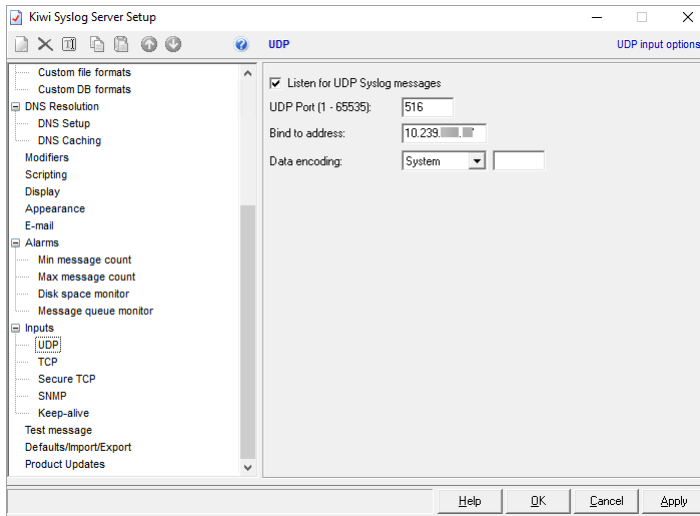 Kiwi Syslog Server Setup
UDP
UDP input options
Custom file formats
Custom DB formats
DNS Resolution
DNS Setup
DNS Caching
Modifiers
Scripting
Display
Appearance
E-mail
Alarms
Min message count
Max message count
Disk space monitor
Message queue monitor
Inputs
UDP
TCP
Secure TCP
SNMP
Keep-alive
Test message
Defaults/Import/Export
Product Updates
Listen for UDP Syslog messages
UDP Port (1 - 65535): 516
Bind to address: 10.239.
Data encoding: System
Help OK Cancel Apply